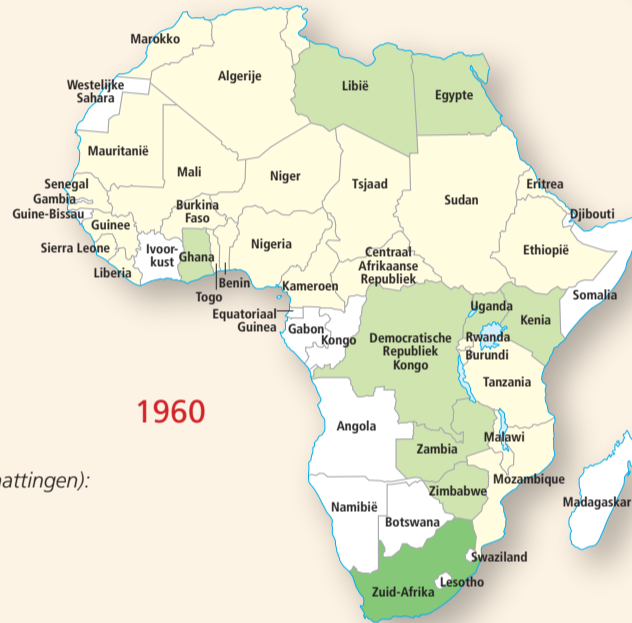 Marokko
Algerije
Libië
Egypte
Westelijke
Sahara
Mauritanië
Mali
Niger
Tsjaad
Sudan
Eritrea
Djibouti
Senegal
Gambia
Guine-Bissau
Guinee
Burkina
Faso
Sierra Leone
Ivoor-
kust
Ghana
Nigeria
Ethiopië
Liberia
Togo
Benin
Kameroen
Centraal
Afrikaanse
Republiek
Somalia
Equatoriaal
Guinea
Gabon
Kongo
Democratische
Republiek
Kongo
Uganda
Kenia
Rwanda
Burundi
Tanzania
1960
Angola
Zambia
Malawi
Mozambique
attingen):
Zimbabwe
Madagaskar
Namibië
Botswana
Swaziland
Lesotho
Zuid-Afrika